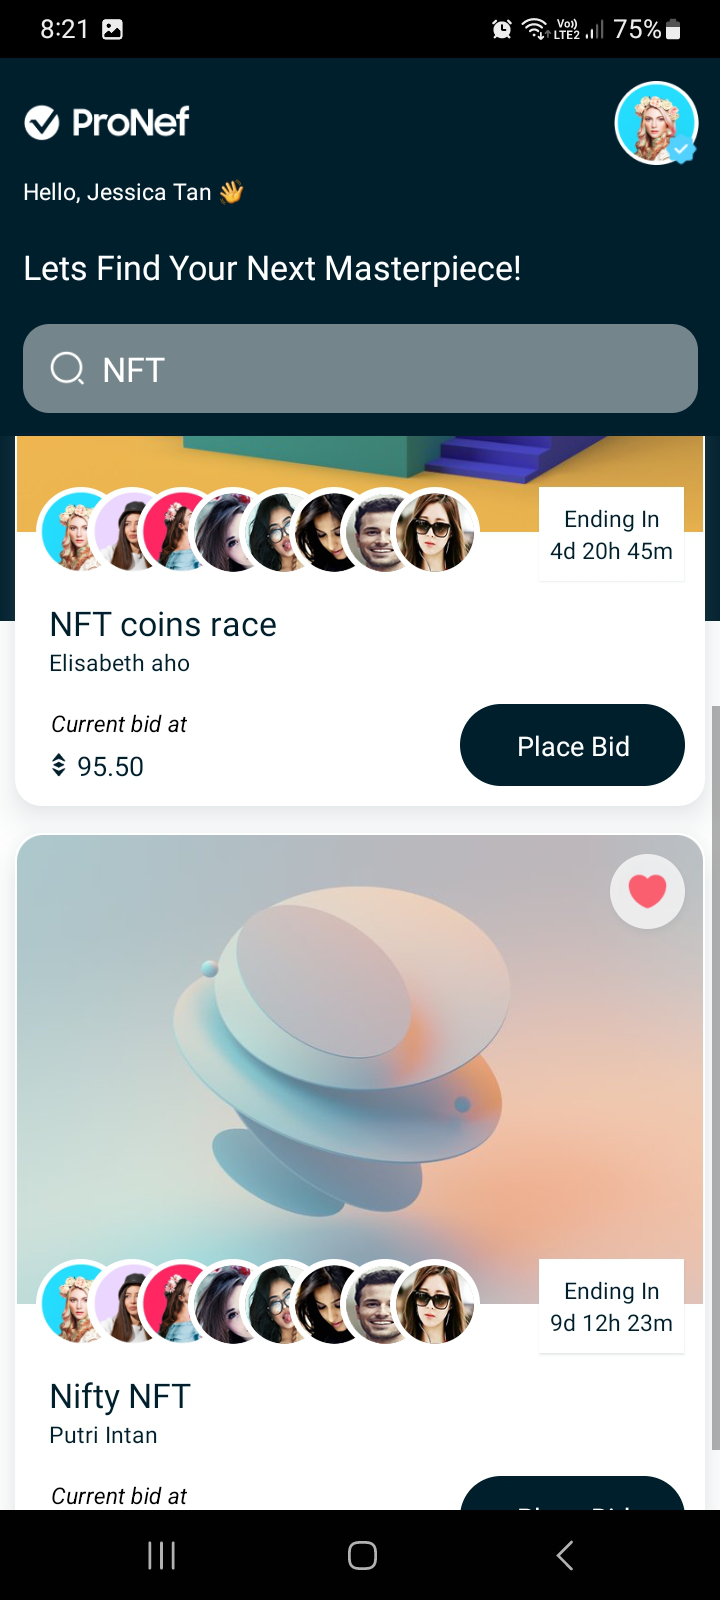 8:21
Vo))
LTE2
75%
ProNef
Hello, Jessica Tan 👋
Lets Find Your Next Masterpiece!
NFT
Ending In
4d 20h 45m
NFT coins race
Elisabeth aho
Current bid at
95.50
Place Bid
Ending In
9d 12h 23m
Nifty NFT
Putri Intan
Current bid at
Place Bid